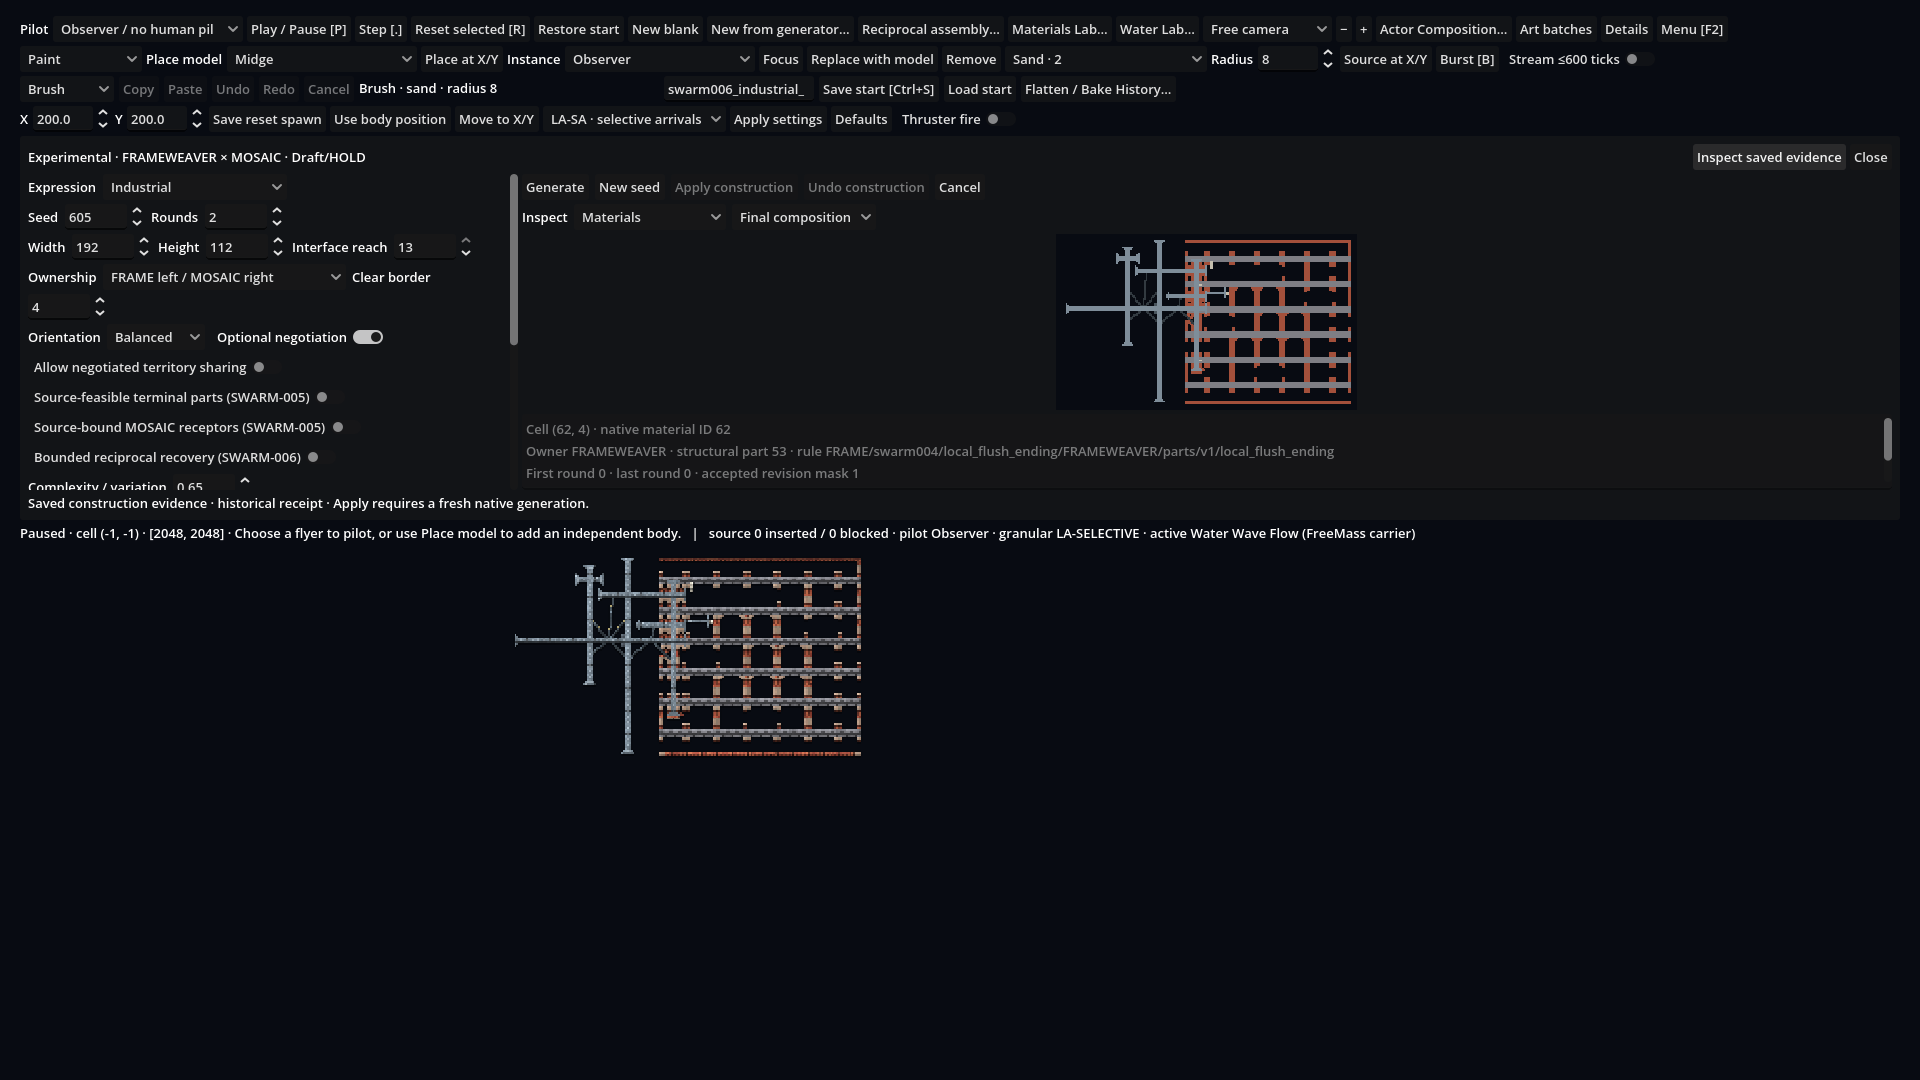 Pilot Observer / no human pil Play / Pause [P] Step [.] Reset selected [R] Restore start New blank New from generator... Reciprocal assembly... Materials Lab... Water Lab... Free camera − + Actor Composition... Art batches Details Menu [F2]
Paint Place model Midge Place at X/Y Instance Observer Focus Replace with model Remove Sand · 2 Radius 8 Source at X/Y Burst [B] Stream ≤600 ticks
Brush Copy Paste Undo Redo Cancel Brush · sand · radius 8 swarm006_industrial_ Save start [Ctrl+S] Load start Flatten / Bake History...
X 200.0 Y 200.0 Save reset spawn Use body position Move to X/Y LA-SA · selective arrivals Apply settings Defaults Thruster fire
Experimental · FRAMEWEAVER × MOSAIC · Draft/HOLD Inspect saved evidence Close
Expression Industrial Generate New seed Apply construction Undo construction Cancel
Seed 605 Rounds 2 Inspect Materials Final composition
Width 192 Height 112 Interface reach 13
Ownership FRAME left / MOSAIC right Clear border
4
Orientation Balanced Optional negotiation
Allow negotiated territory sharing
Source-feasible terminal parts (SWARM-005)
Source-bound MOSAIC receptors (SWARM-005)
Bounded reciprocal recovery (SWARM-006)
Complexity / variation 0.65
Cell (62, 4) · native material ID 62
Owner FRAMEWEAVER · structural part 53 · rule FRAME/swarm004/local_flush_ending/FRAMEWEAVER/parts/v1/local_flush_ending
First round 0 · last round 0 · accepted revision mask 1
Saved construction evidence · historical receipt · Apply requires a fresh native generation.
Paused · cell (-1, -1) · [2048, 2048] · Choose a flyer to pilot, or use Place model to add an independent body. | source 0 inserted / 0 blocked · pilot Observer · granular LA-SELECTIVE · active Water Wave Flow (FreeMass carrier)